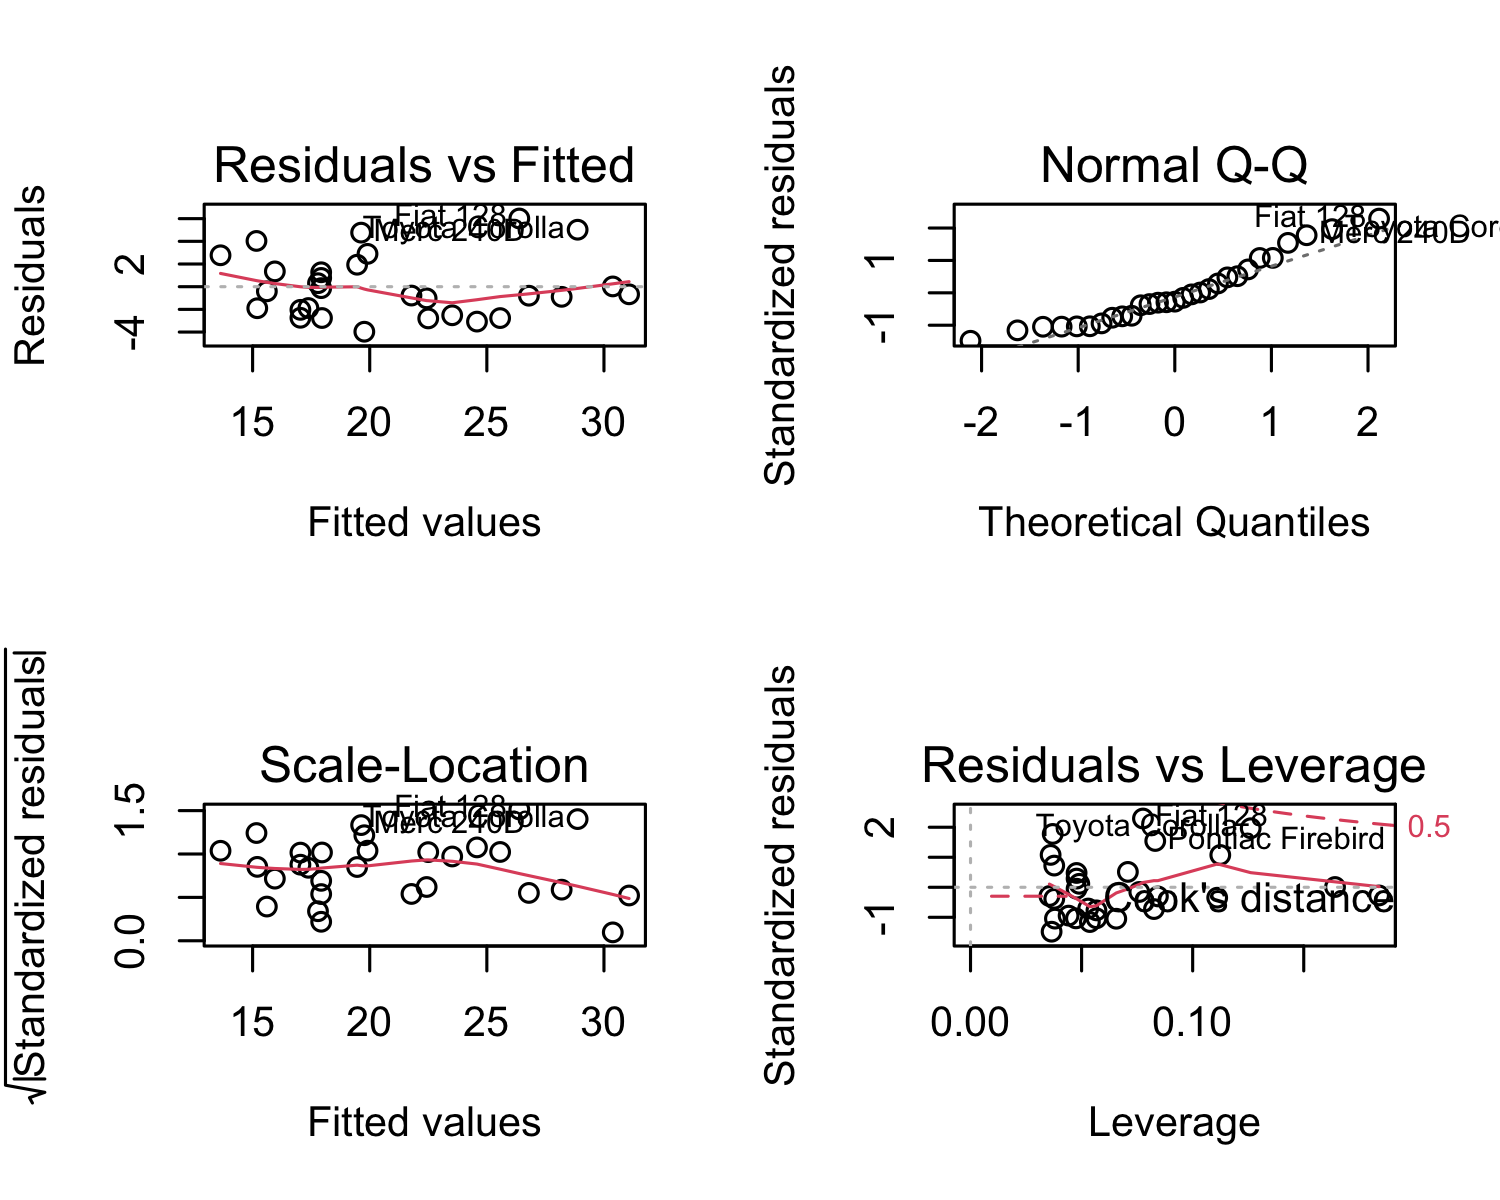 Residuals vs Fitted
Residuals
2
-4
Fiat 128
Toyota Corolla
Merc 240D
15 20 25 30
Fitted values
Normal Q-Q
Standardized residuals
1
-1
Fiat 128
Toyota Cor
Merc 240D
-2 -1 0 1 2
Theoretical Quantiles
Scale-Location
√|Standardized residuals|
1.5
0.0
Fiat 128
Toyota Corolla
Merc 240D
15 20 25 30
Fitted values
Residuals vs Leverage
Standardized residuals
2
-1
Fiat 128
Toyota Corolla
Pontiac Firebird
0.5
Cook's distance
0.00 0.10
Leverage